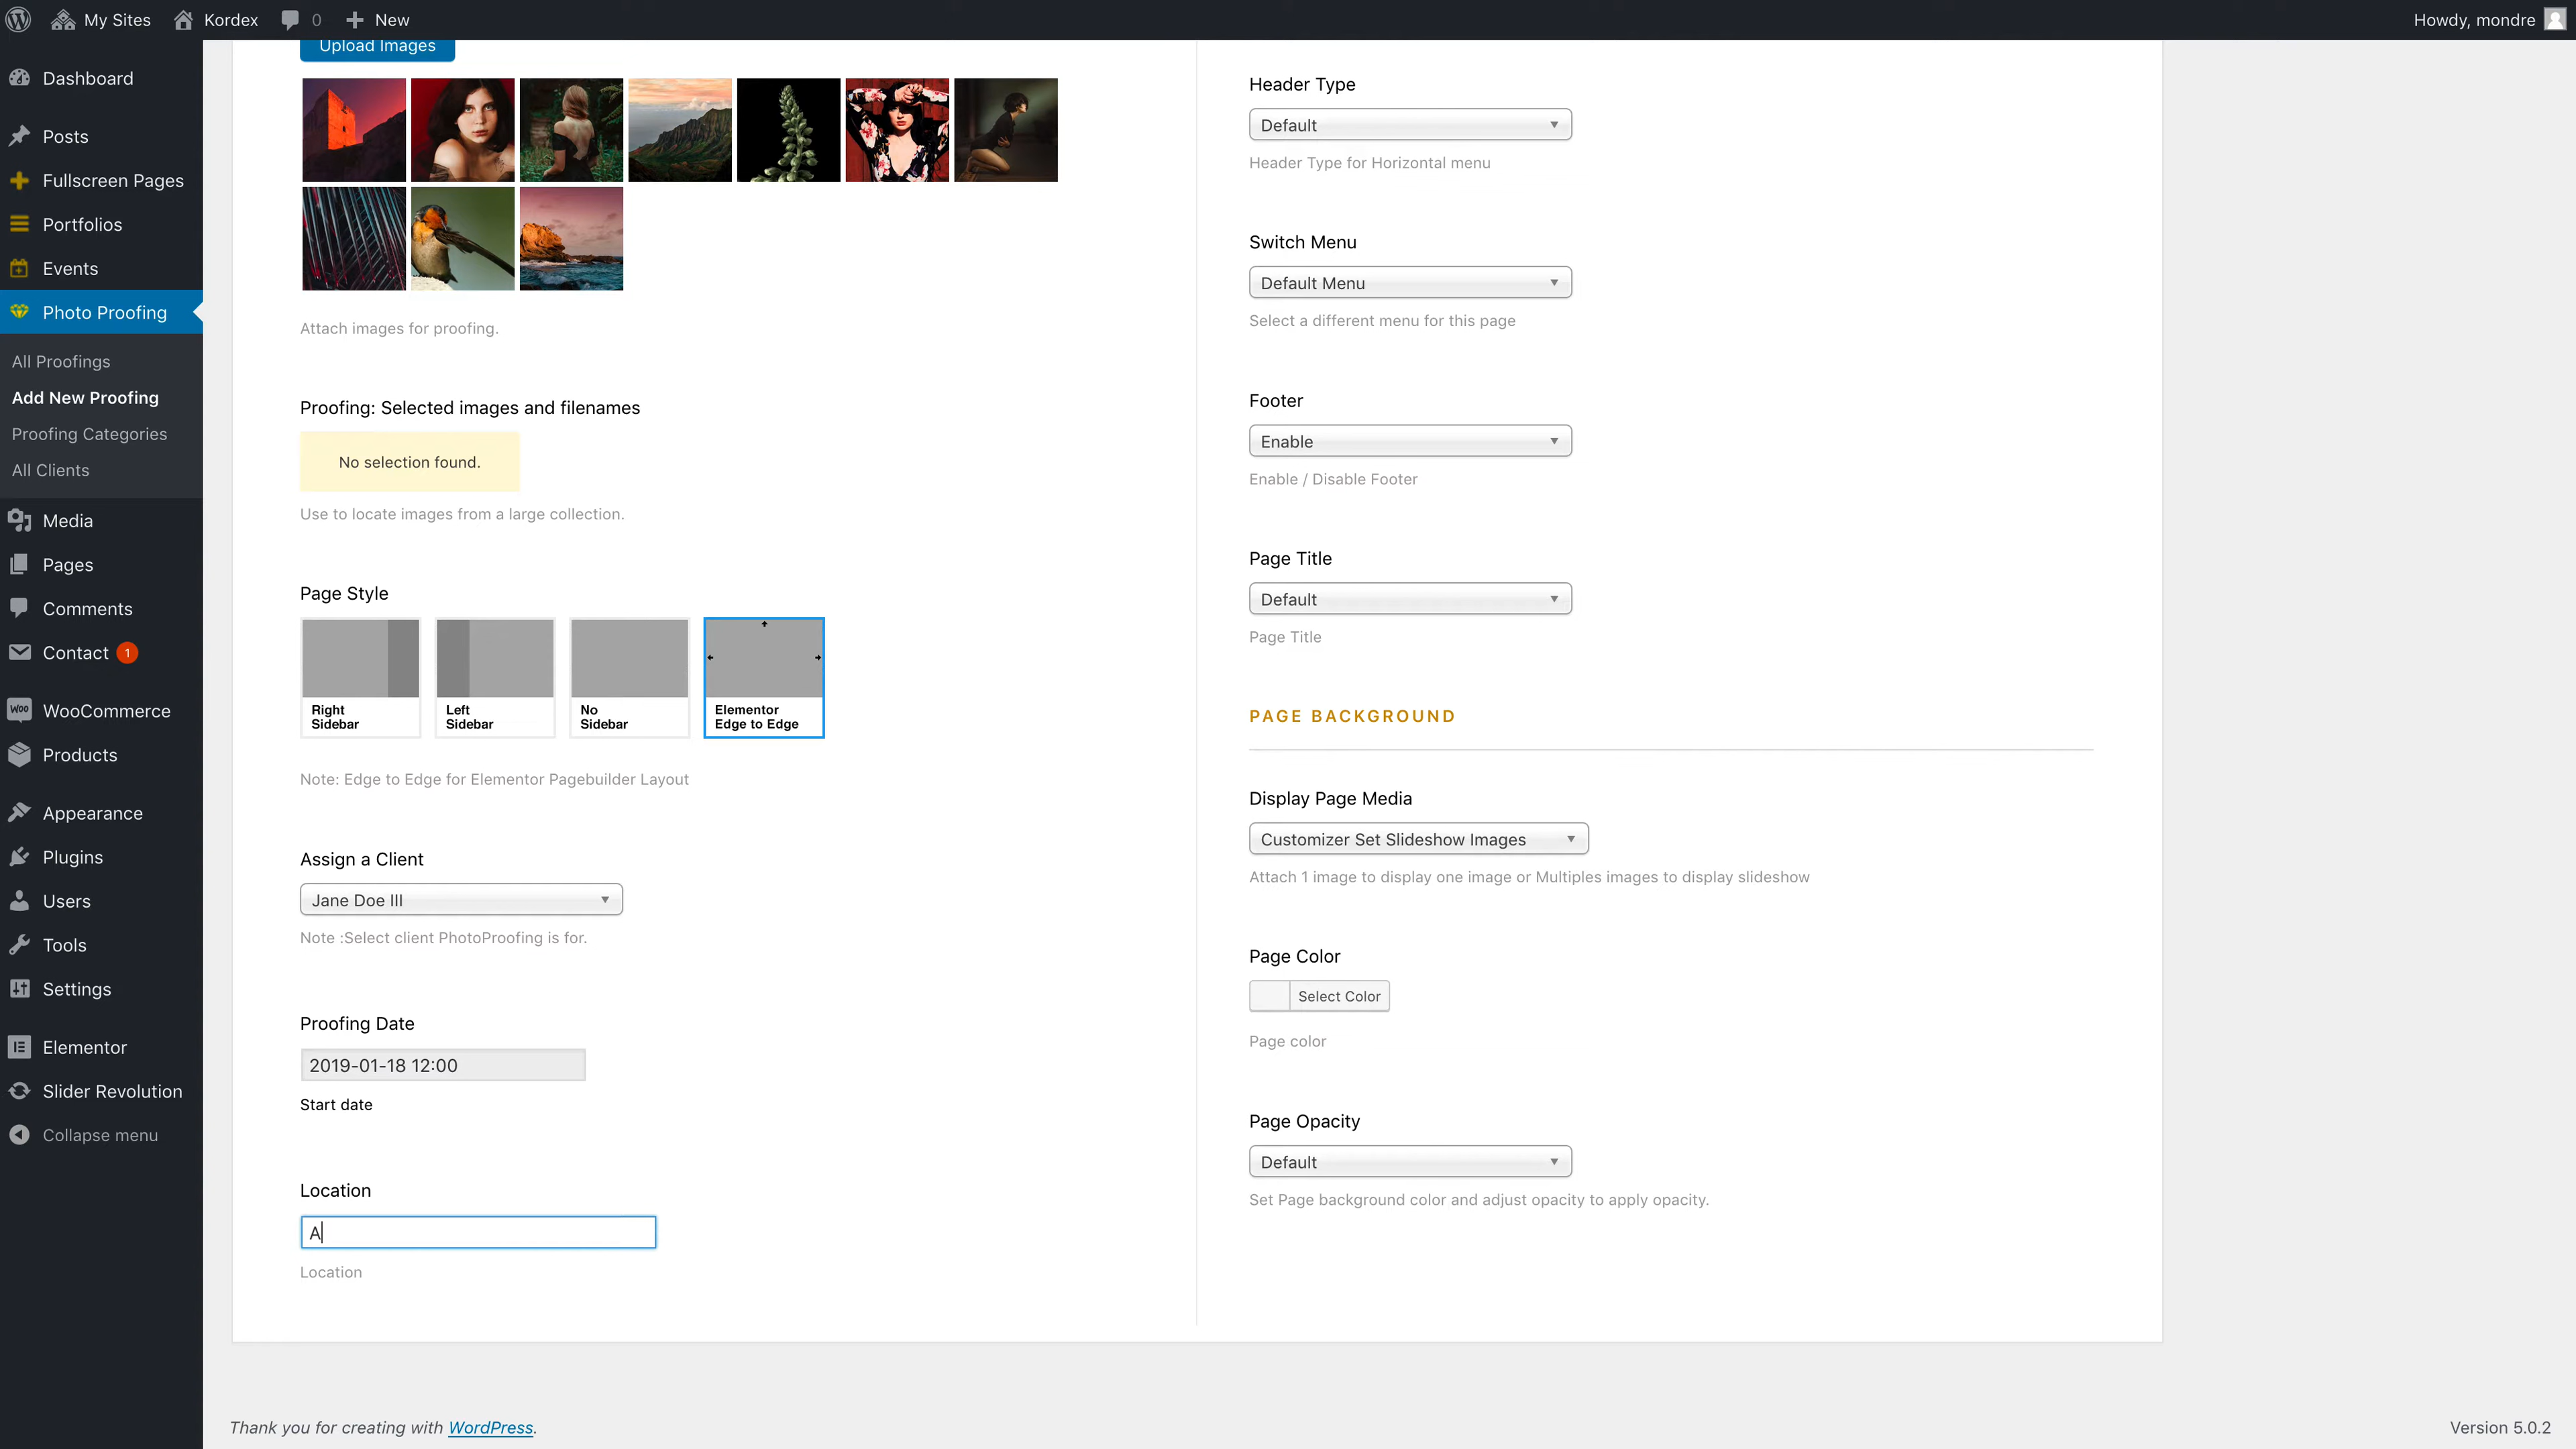 My Sites
Kordex
0
New
Howdy, mondre
Dashboard
Posts
Fullscreen Pages
Portfolios
Events
Photo Proofing
All Proofings
Add New Proofing
Proofing Categories
All Clients
Media
Pages
Comments
Contact 1
WooCommerce
Products
Appearance
Plugins
Users
Tools
Settings
Elementor
Slider Revolution
Collapse menu
Upload Images
Attach images for proofing.
Proofing: Selected images and filenames
No selection found.
Use to locate images from a large collection.
Page Style
Right
Sidebar
Left
Sidebar
No
Sidebar
Elementor
Edge to Edge
Note: Edge to Edge for Elementor Pagebuilder Layout
Assign a Client
Jane Doe III
Note :Select client PhotoProofing is for.
Proofing Date
2019-01-18 12:00
Start date
Location
A
Location
Header Type
Default
Header Type for Horizontal menu
Switch Menu
Default Menu
Select a different menu for this page
Footer
Enable
Enable / Disable Footer
Page Title
Default
Page Title
PAGE BACKGROUND
Display Page Media
Customizer Set Slideshow Images
Attach 1 image to display one image or Multiples images to display slideshow
Page Color
Select Color
Page color
Page Opacity
Default
Set Page background color and adjust opacity to apply opacity.
Thank you for creating with WordPress.
Version 5.0.2